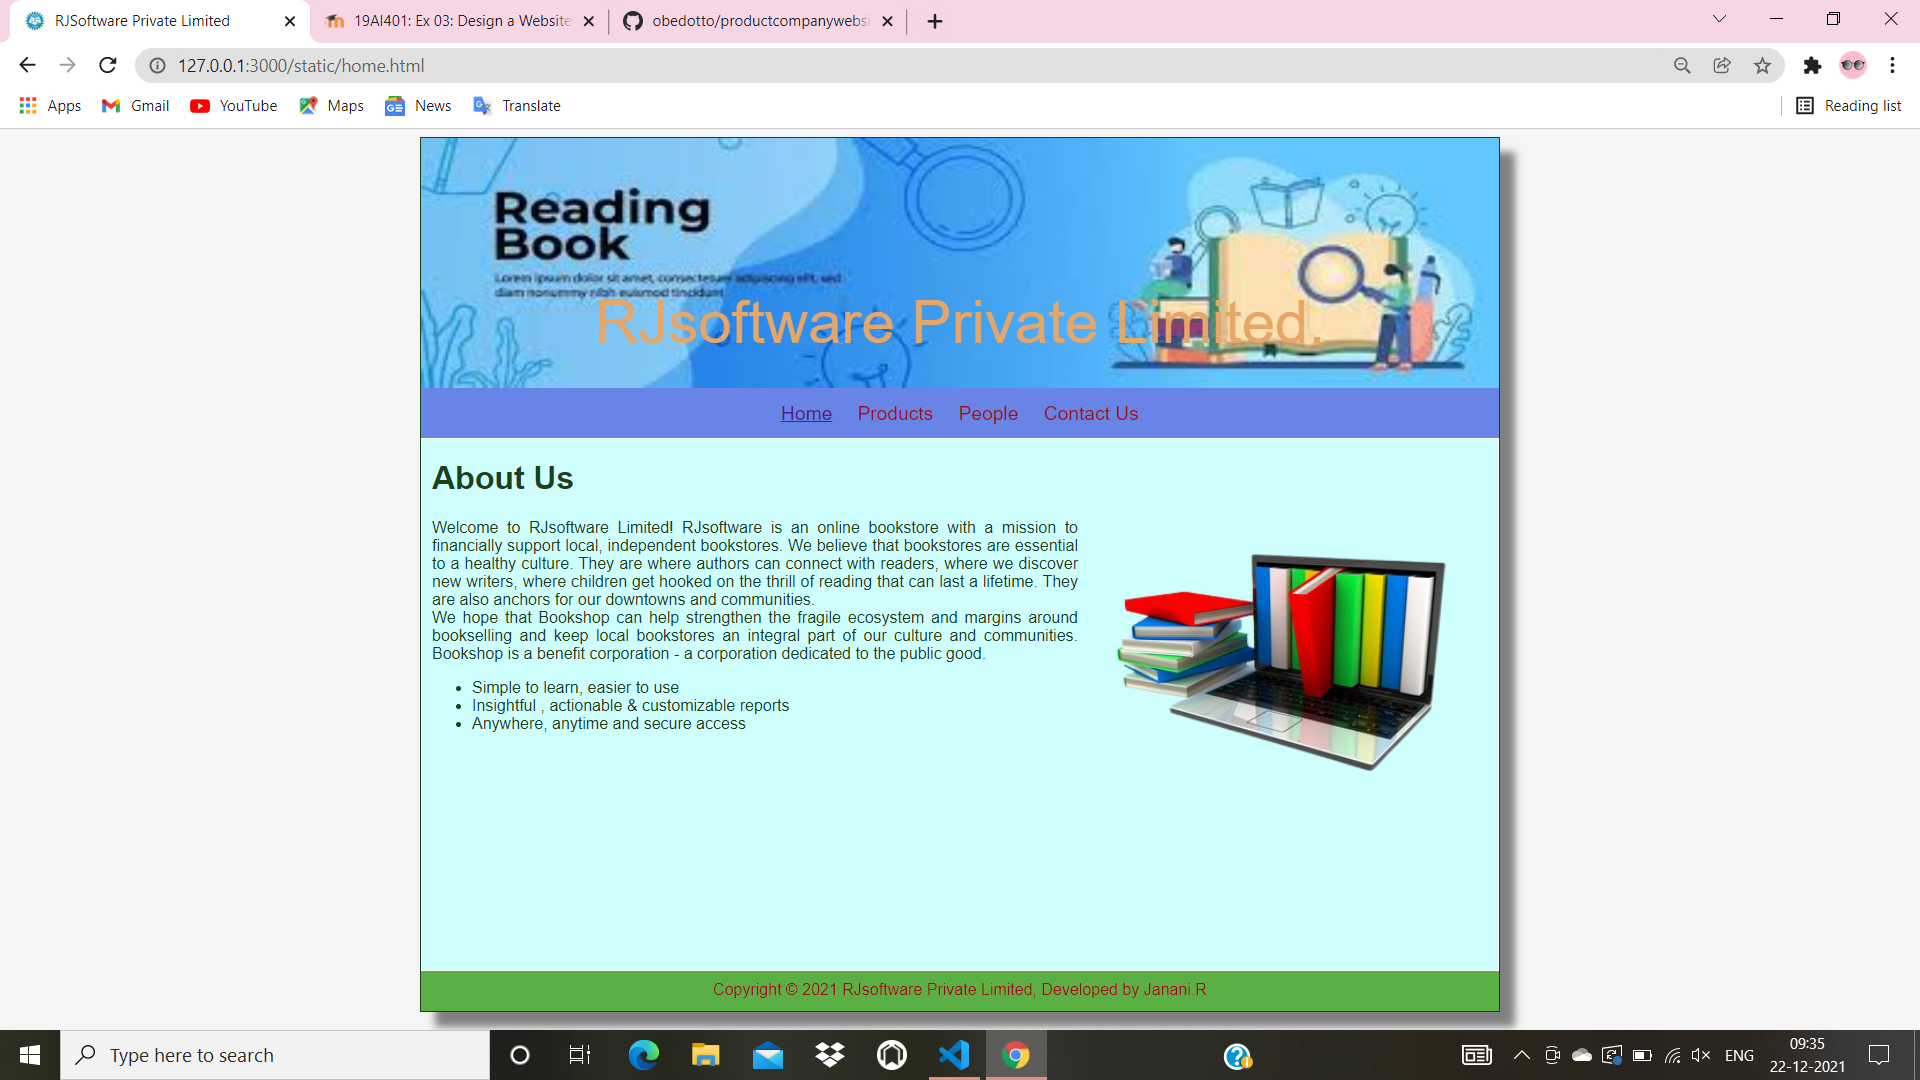 RJSoftware Private Limited
19AI401: Ex 03: Design a Website
obedotto/productcompanywebsi
127.0.0.1:3000/static/home.html
Apps Gmail YouTube Maps News Translate Reading list
Reading
Book
Lorem ipsum dolor sit amet, consectetuer adipiscing elit, sed
diam nonummy nibh euismod tincidunt
RJsoftware Private Limited.
Home Products People Contact Us
About Us
Welcome to RJsoftware Limited! RJsoftware is an online bookstore with a mission to
financially support local, independent bookstores. We believe that bookstores are essential
to a healthy culture. They are where authors can connect with readers, where we discover
new writers, where children get hooked on the thrill of reading that can last a lifetime. They
are also anchors for our downtowns and communities.
We hope that Bookshop can help strengthen the fragile ecosystem and margins around
bookselling and keep local bookstores an integral part of our culture and communities.
Bookshop is a benefit corporation - a corporation dedicated to the public good.
• Simple to learn, easier to use
• Insightful , actionable & customizable reports
• Anywhere, anytime and secure access
Copyright © 2021 RJsoftware Private Limited, Developed by Janani.R
Type here to search
ENG
09:35
22-12-2021